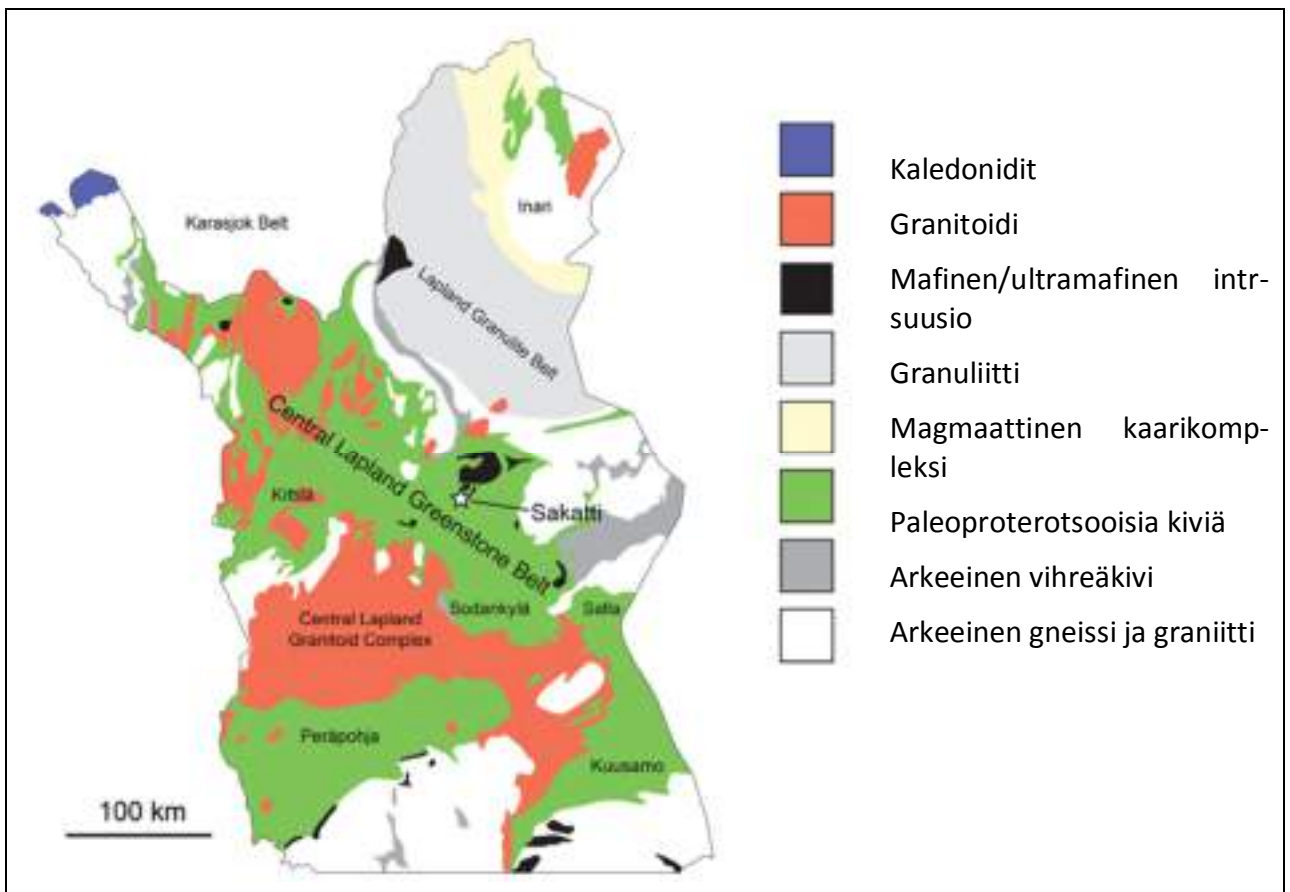 Karasjok Belt
Inari
Lapland Granulite Belt
Central Lapland Greenstone Belt
Kittilä
Sakatti
Sodankylä
Salla
Central Lapland
Granitoid Complex
Peräpohja
Kuusamo
100 km
Kaledonidit
Granitoidi
Mafinen/ultramafinen intr-
suusio
Granuliitti
Magmaattinen kaarikomp-
leksi
Paleoproterotsooisia kiviä
Arkeeinen vihreäkivi
Arkeeinen gneissi ja graniitti